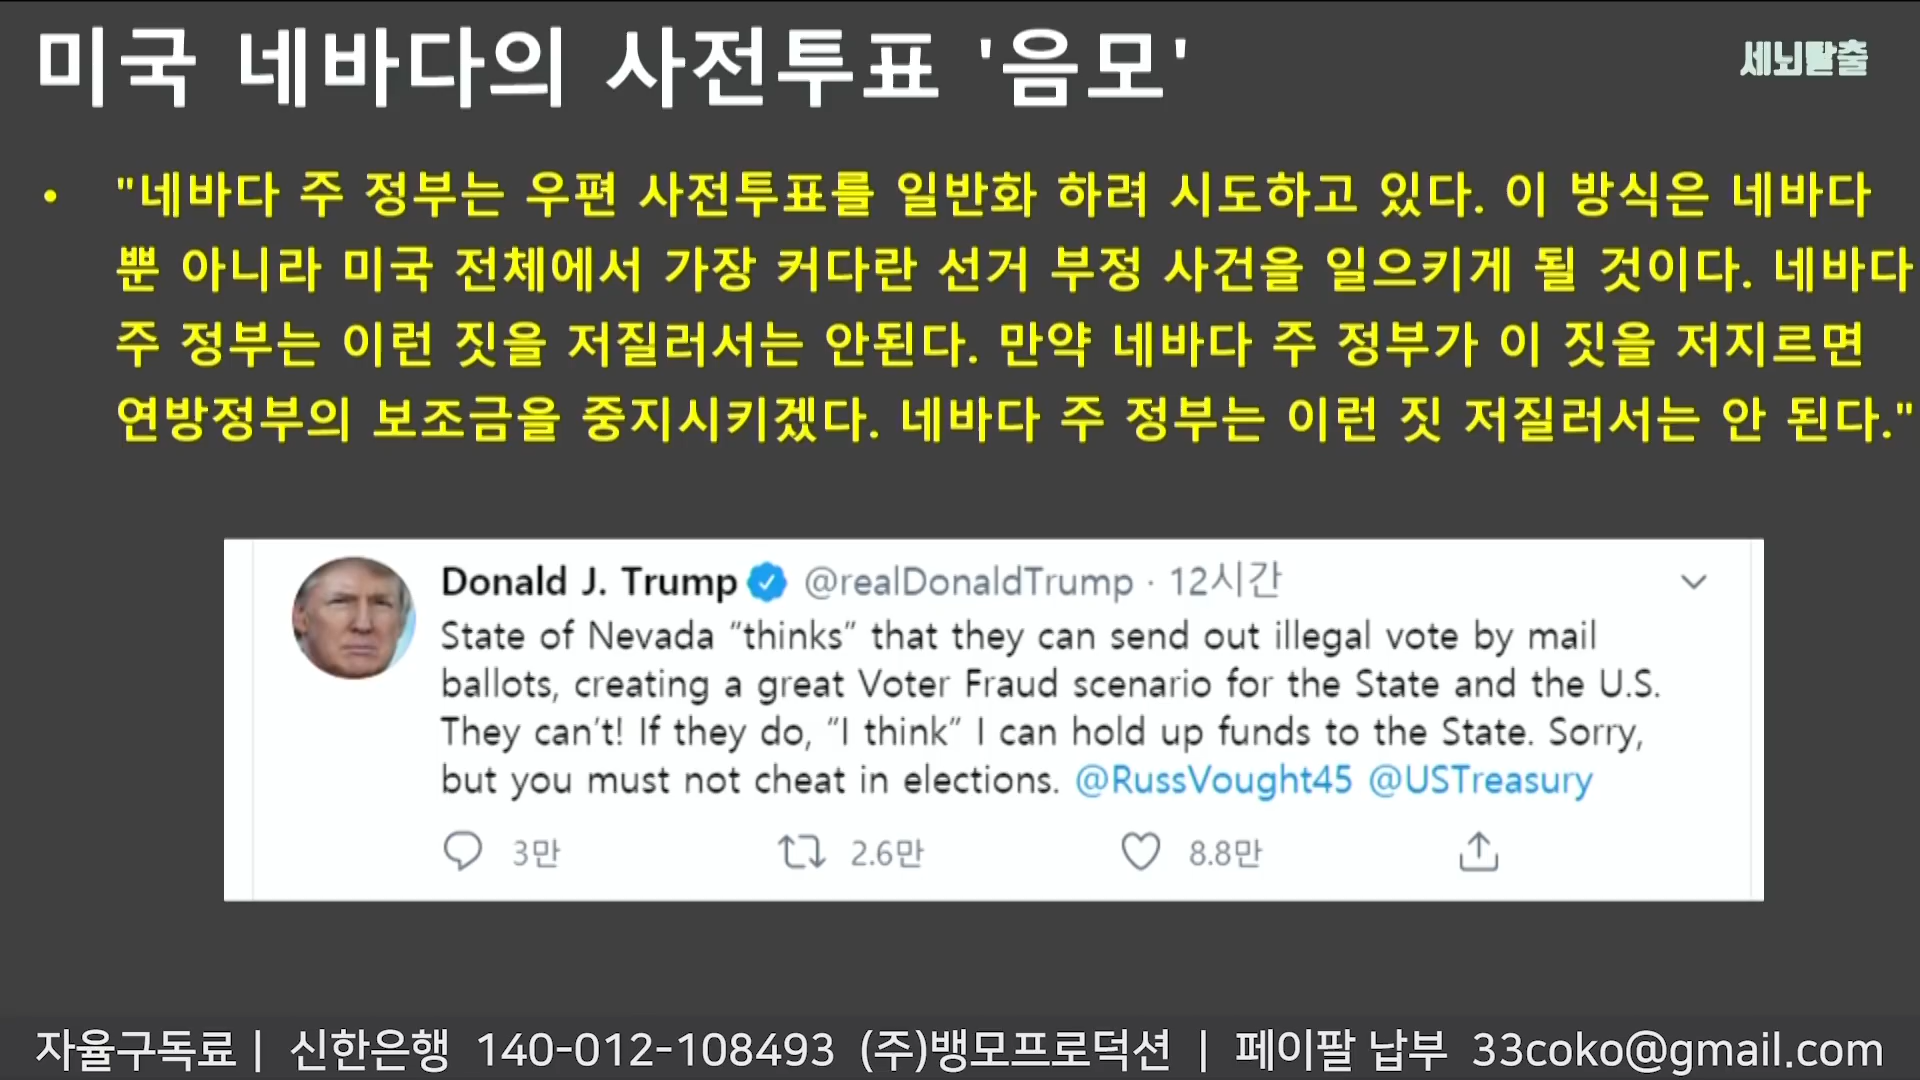 미국 네바다의 사전투표 '음모'
세뇌탈출
• "네바다 주 정부는 우편 사전투표를 일반화 하려 시도하고 있다. 이 방식은 네바다
뿐 아니라 미국 전체에서 가장 커다란 선거 부정 사건을 일으키게 될 것이다. 네바다
주 정부는 이런 짓을 저질러서는 안된다. 만약 네바다 주 정부가 이 짓을 저지르면
연방정부의 보조금을 중지시키겠다. 네바다 주 정부는 이런 짓 저질러서는 안 된다."
Donald J. Trump @realDonaldTrump · 12시간
State of Nevada “thinks” that they can send out illegal vote by mail
ballots, creating a great Voter Fraud scenario for the State and the U.S.
They can’t! If they do, “I think” I can hold up funds to the State. Sorry,
but you must not cheat in elections. @RussVought45 @USTreasury
3만 2.6만 8.8만
자율구독료 | 신한은행 140-012-108493 (주)뱅모프로덕션 | 페이팔 납부 33coko@gmail.com